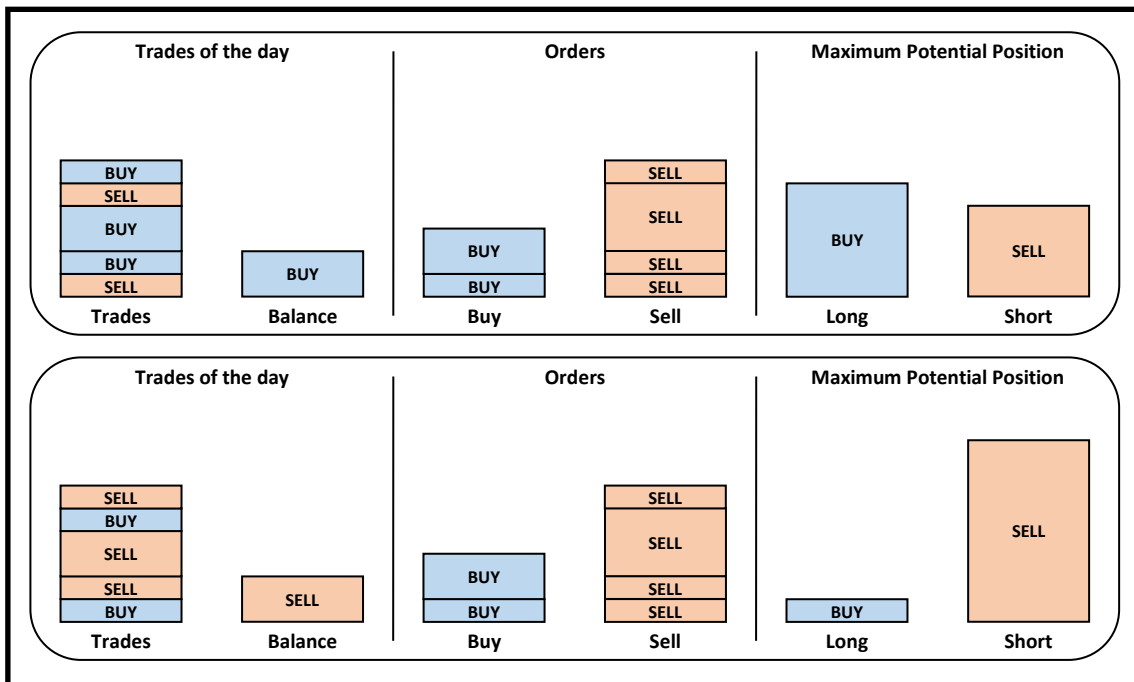 Trades of the day
Orders
Maximum Potential Position
BUY
SELL
BUY
BUY
SELL
Trades
BUY
Balance
BUY
BUY
Buy
SELL
SELL
SELL
SELL
Sell
BUY
Long
SELL
Short
Trades of the day
Orders
Maximum Potential Position
SELL
BUY
SELL
SELL
BUY
Trades
SELL
Balance
BUY
BUY
Buy
SELL
SELL
SELL
SELL
Sell
BUY
Long
SELL
Short